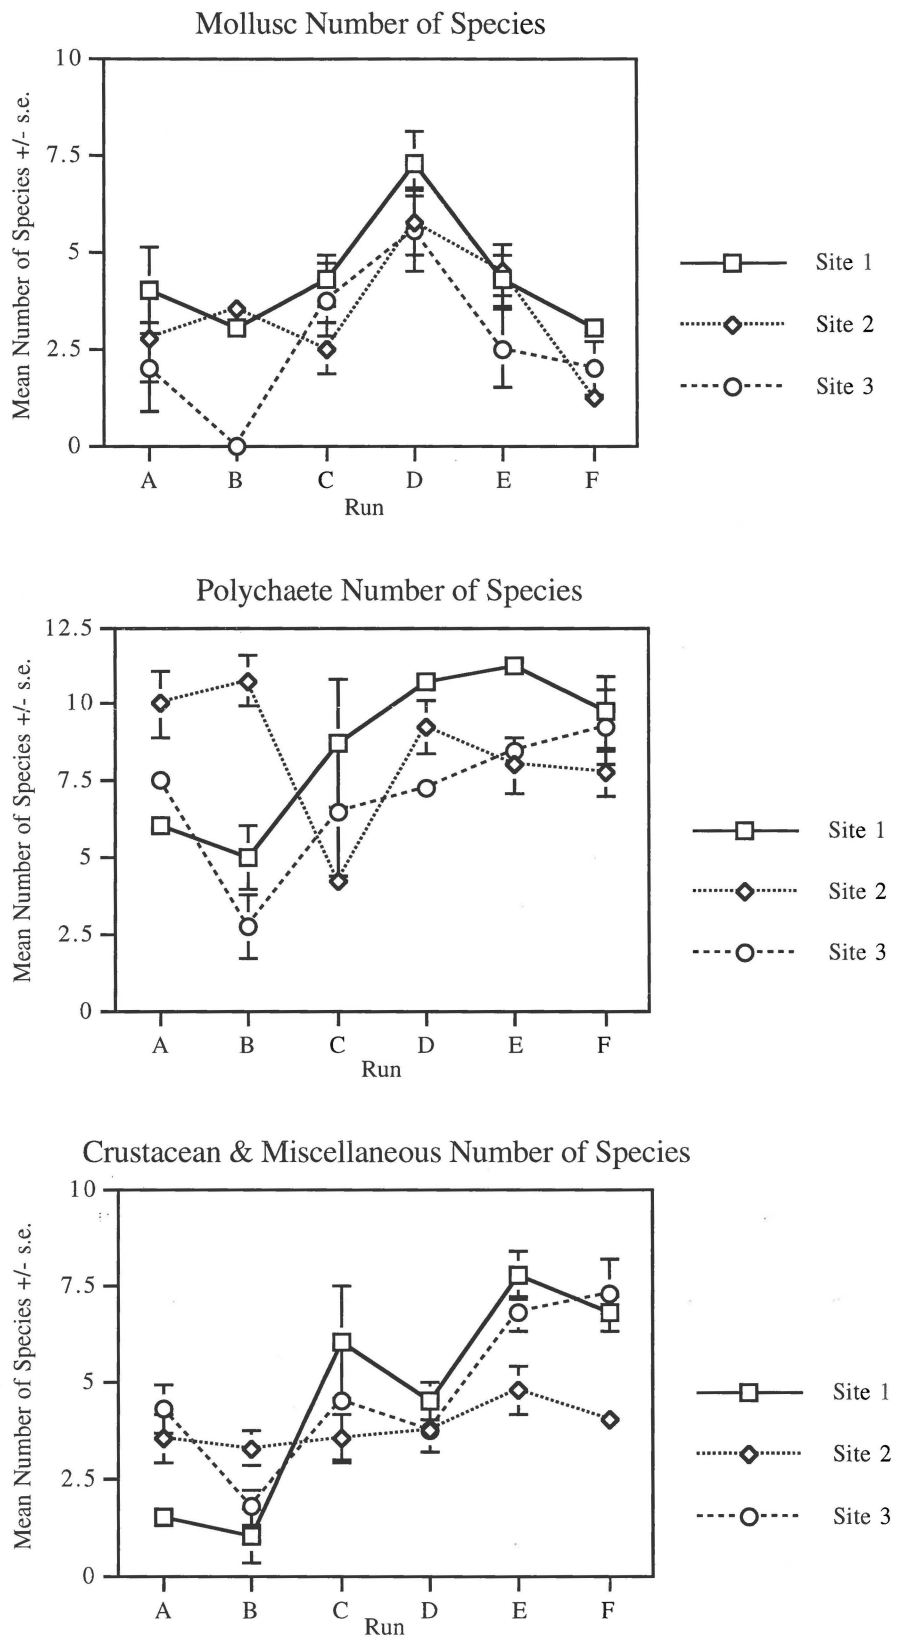 Mollusc Number of Species
Mean Number of Species +/- s.e.
10
7.5
5
2.5
0
A B C D E F
Run
Site 1
Site 2
Site 3
Polychaete Number of Species
Mean Number of Species +/- s.e.
12.5
10
7.5
5
2.5
0
A B C D E F
Run
Site 1
Site 2
Site 3
Crustacean & Miscellaneous Number of Species
Mean Number of Species +/- s.e.
10
7.5
5
2.5
0
A B C D E F
Run
Site 1
Site 2
Site 3